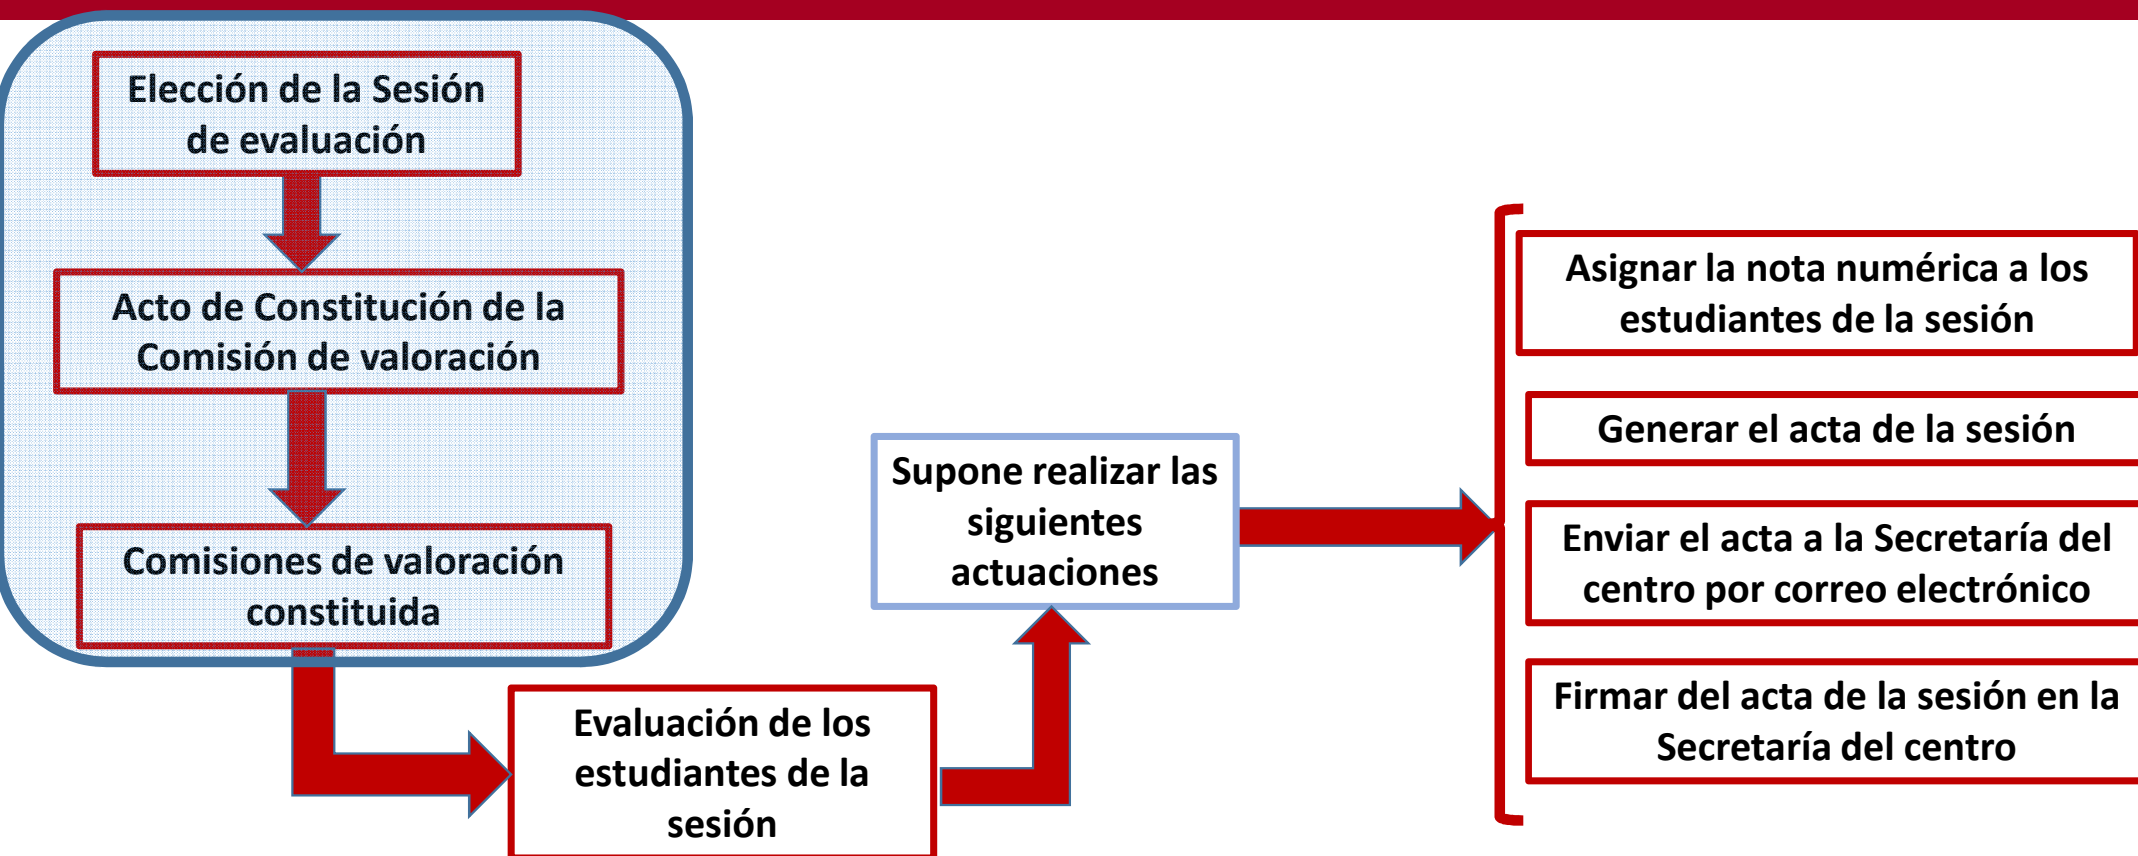 Elección de la Sesión
de evaluación
Acto de Constitución de la
Comisión de valoración
Comisiones de valoración
constituida
Evaluación de los
estudiantes de la
sesión
Supone realizar las
siguientes
actuaciones
Asignar la nota numérica a los
estudiantes de la sesión
Generar el acta de la sesión
Enviar el acta a la Secretaría del
centro por correo electrónico
Firmar del acta de la sesión en la
Secretaría del centro